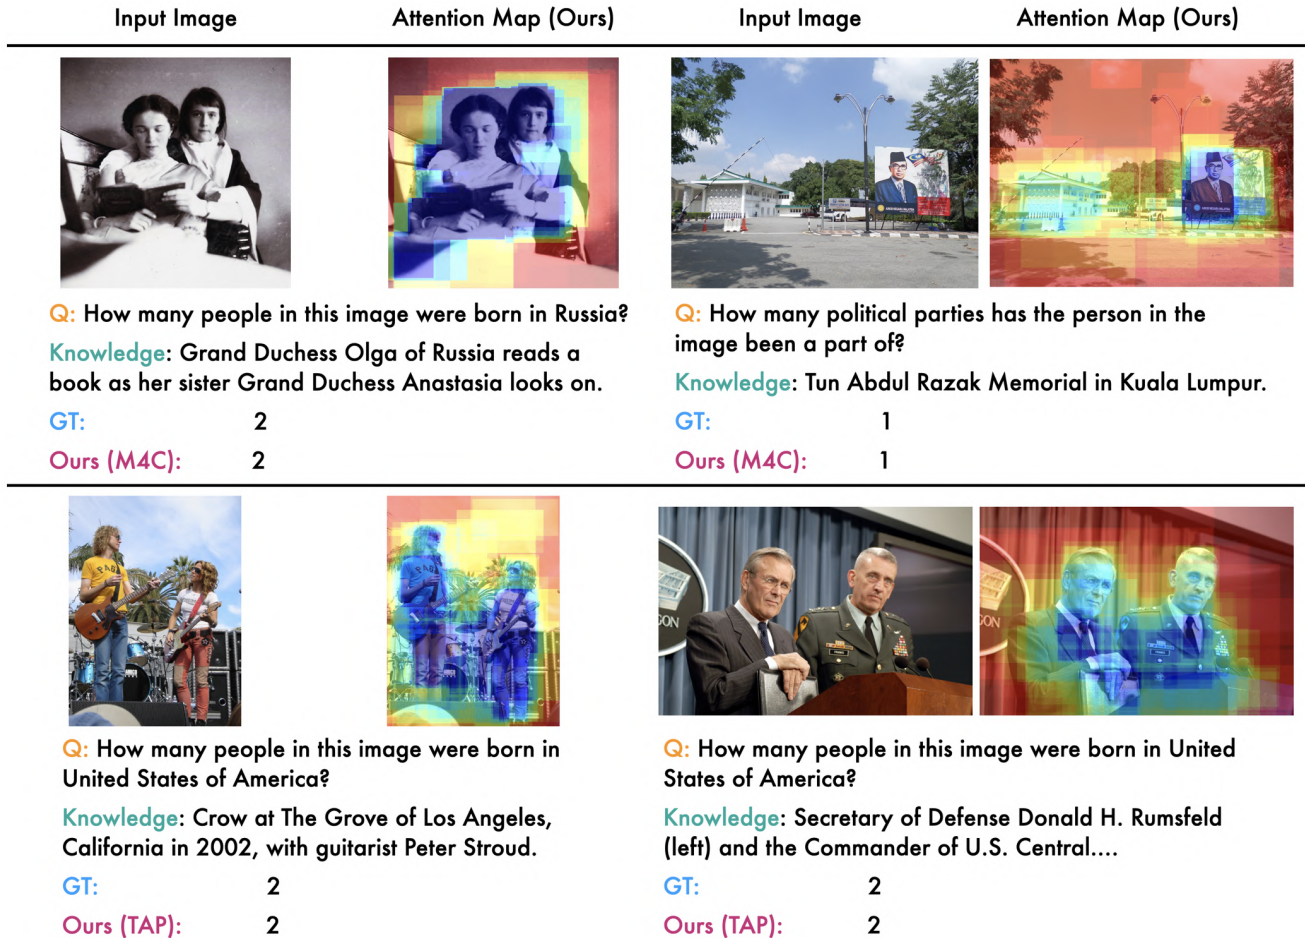 Input Image
Attention Map (Ours)
Input Image
Attention Map (Ours)
Q: How many people in this image were born in Russia?
Knowledge: Grand Duchess Olga of Russia reads a
book as her sister Grand Duchess Anastasia looks on.
GT: 2
Ours (M4C): 2
Q: How many political parties has the person in the
image been a part of?
Knowledge: Tun Abdul Razak Memorial in Kuala Lumpur.
GT: 1
Ours (M4C): 1
PAG
Q: How many people in this image were born in
United States of America?
Knowledge: Crow at The Grove of Los Angeles,
California in 2002, with guitarist Peter Stroud.
GT: 2
Ours (TAP): 2
GON
GON
Q: How many people in this image were born in United
States of America?
Knowledge: Secretary of Defense Donald H. Rumsfeld
(left) and the Commander of U.S. Central....
GT: 2
Ours (TAP): 2